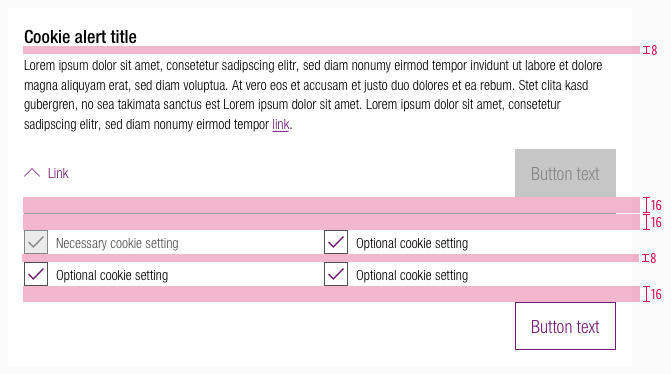 Cookie alert title
8
Lorem ipsum dolor sit amet, consetetur sadipscing elitr, sed diam nonumy eirmod tempor invidunt ut labore et dolore
magna aliquyam erat, sed diam voluptua. At vero eos et accusam et justo duo dolores et ea rebum. Stet clita kasd
gubergren, no sea takimata sanctus est Lorem ipsum dolor sit amet. Lorem ipsum dolor sit amet, consetetur
sadipscing elitr, sed diam nonumy eirmod tempor link.
Link
Button text
16
16
Necessary cookie setting
Optional cookie setting
8
Optional cookie setting
Optional cookie setting
16
Button text